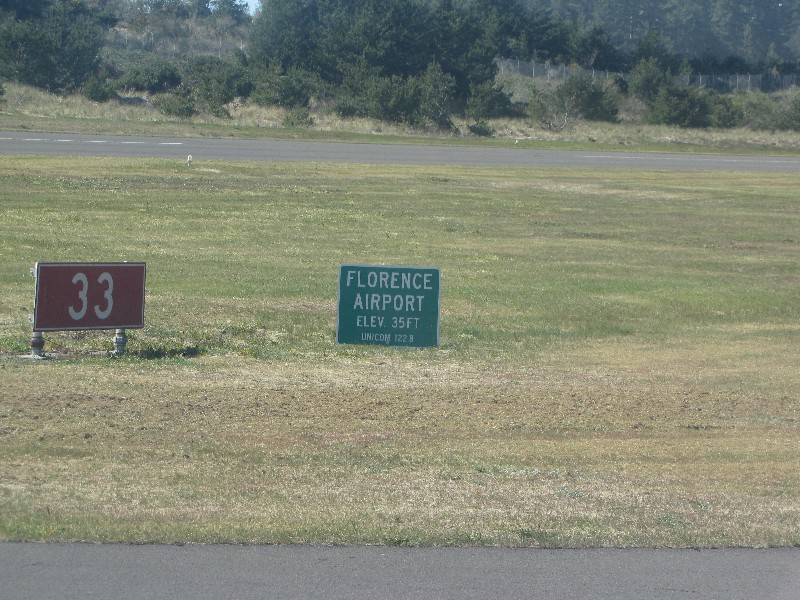 33
FLORENCE
AIRPORT
ELEV. 35FT
UNICOM 122.8